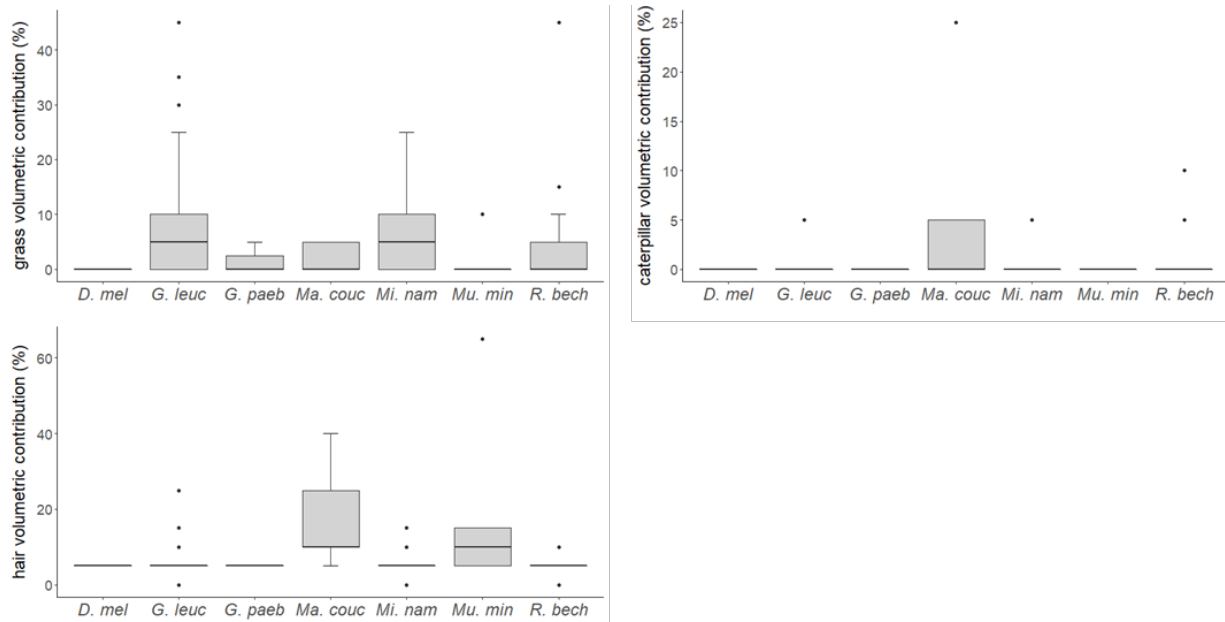 grass volumetric contribution (%)
40
30
20
10
0
D. mel G. leuc G. paeb Ma. couc Mi. nam Mu. min R. bech
caterpillar volumetric contribution (%)
25
20
15
10
5
0
D. mel G. leuc G. paeb Ma. couc Mi. nam Mu. min R. bech
hair volumetric contribution (%)
60
40
20
0
D. mel G. leuc G. paeb Ma. couc Mi. nam Mu. min R. bech